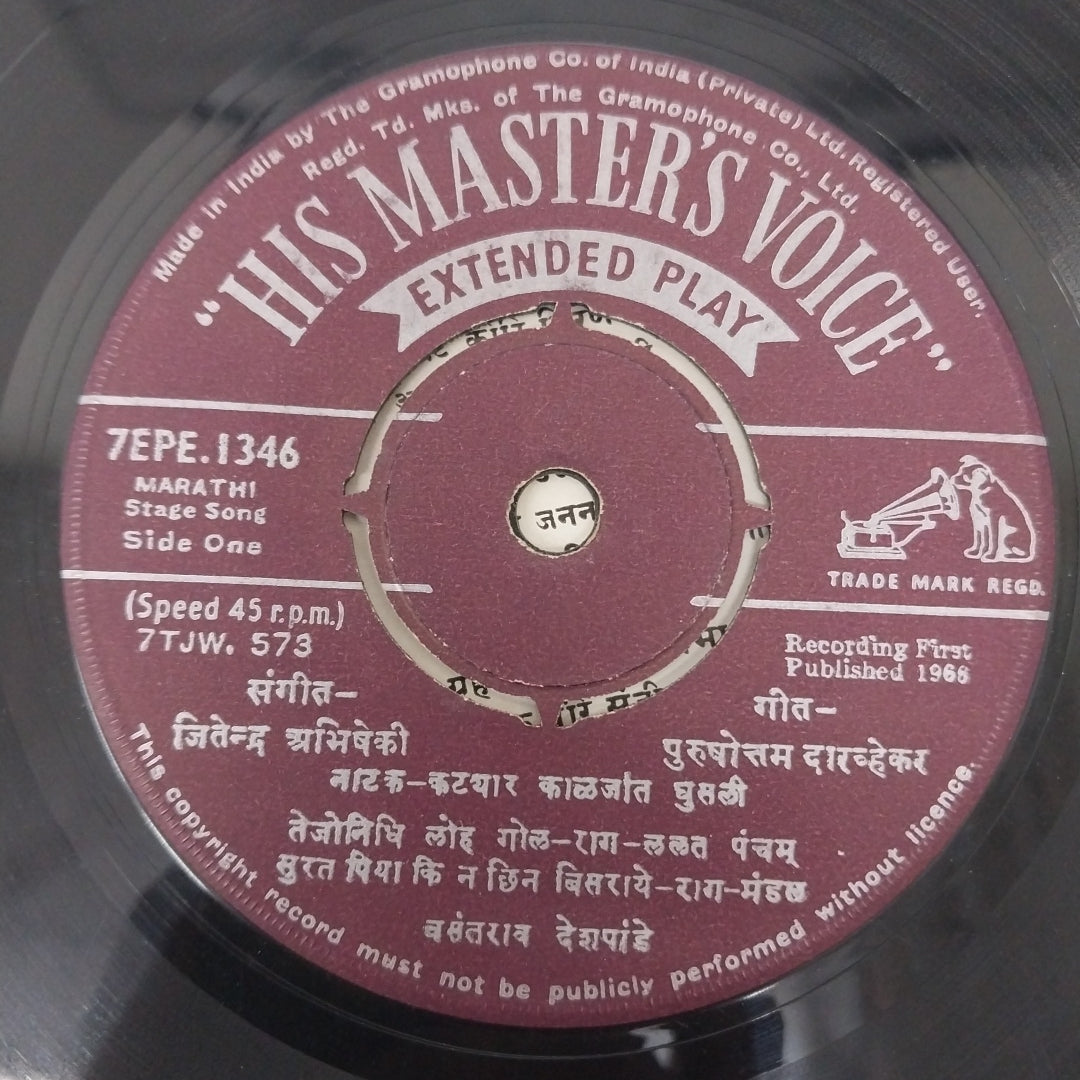 Made in India by The Gramophone Co. of India (Private) Ltd. Registered User.
Regd. Td. Mks. of The Gramophone Co., Ltd.
"HIS MASTER'S VOICE"
EXTENDED PLAY
7EPE.1346
MARATHI
Stage Song
Side One
(Speed 45 r.p.m.)
7TJW. 573
TRADE MARK REGD.
Recording First
Published 1968
जनन
संगीत–
जितेन्द्र अभिषेकी
गीत–
पुरुषोत्तम दारव्हेकर
नाटक–कट्यार काळजांत घुसली
तेजोनिधि लोह गोल–राग–ललत पंचम्
सुरत पिया कि न छिन बिसराये–राग–मंडल
वसंतराव देशपांडे
This copyright record must not be publicly performed without licence.